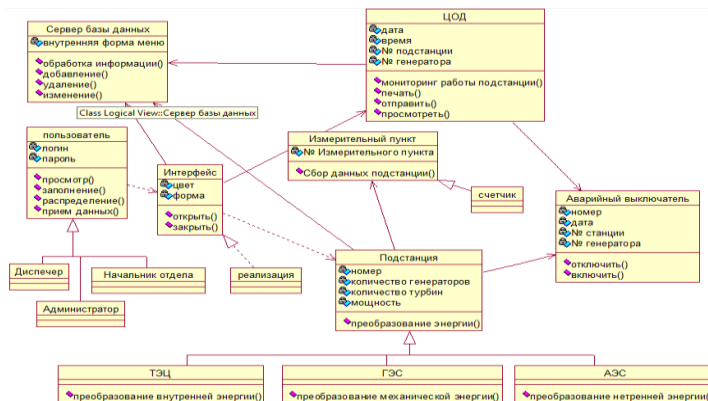 Сервер базы данных
внутренняя форма меню
обработка информации()
добавление()
удаление()
изменение()
Class Logical View::Сервер базы данных
ЦОД
дата
время
№ подстанции
№ генератора
мониторинг работы подстанции()
печать()
отправить()
просмотреть()
пользователь
логин
пароль
просмотр()
заполнение()
распределение()
прием данных()
Интерфейс
цвет
форма
открыть()
закрыть()
Измерительный пункт
№ Измерительного пункта
Сбор данных подстанции()
счетчик
Аварийный выключатель
номер
дата
№ станции
№ генератора
отключить()
включить()
Диспечер
Администратор
Начальник отдела
реализация
Подстанция
номер
количество генераторов
количество турбин
мощность
преобразование энергии()
ТЭЦ
преобразование внутренней энергии()
ГЭС
преобразование механической энергии()
АЭС
преобразование нетренней энергии()